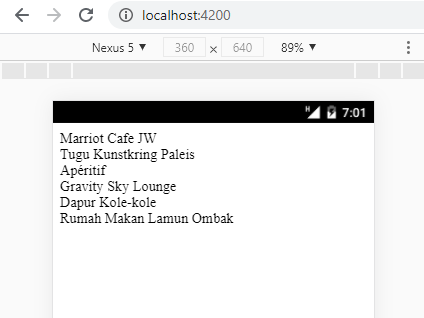 localhost:4200
Nexus 5 ▼ 360 × 640 89% ▼
H 7:01
Marriot Cafe JW
Tugu Kunstkring Paleis
Apéritif
Gravity Sky Lounge
Dapur Kole-kole
Rumah Makan Lamun Ombak